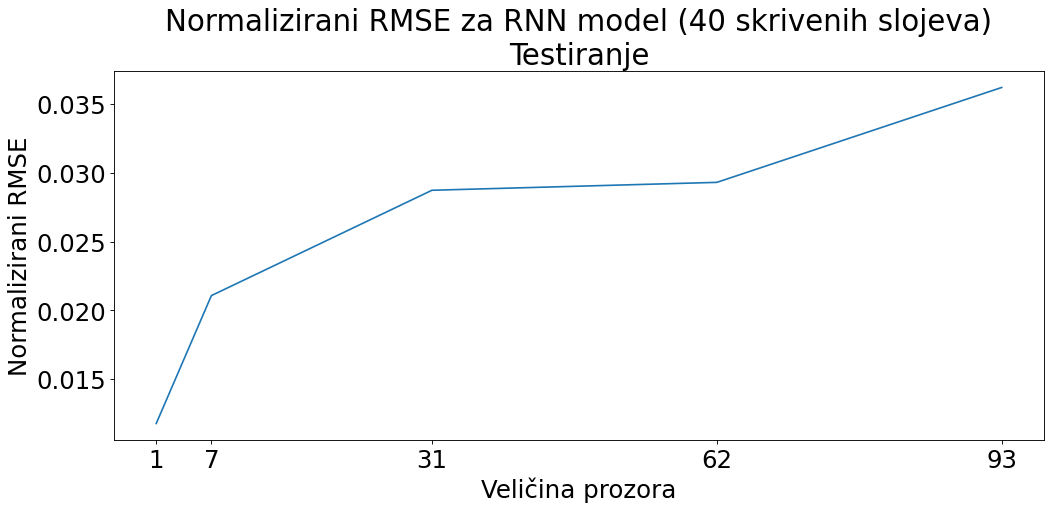 Normalizirani RMSE za RNN model (40 skrivenih slojeva)
Testiranje
Normalizirani RMSE
0.035
0.030
0.025
0.020
0.015
1 7 31 62 93
Veličina prozora